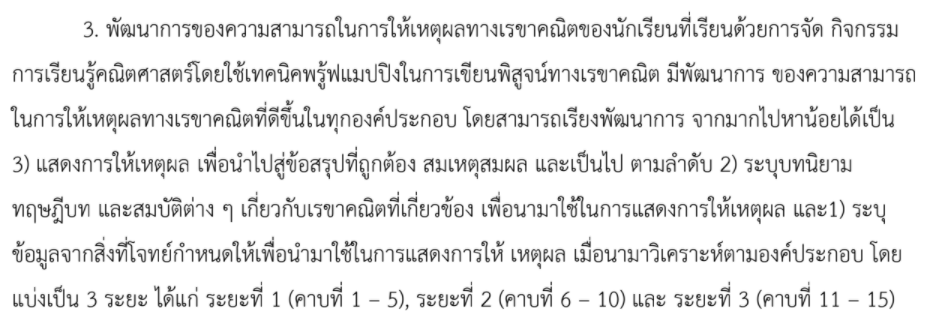 3. พัฒนาการของความสามารถในการให้เหตุผลทางเรขาคณิตของนักเรียนที่เรียนด้วยการจัด กิจกรรม
การเรียนรู้คณิตศาสตร์โดยใช้เทคนิคพรู้ฟแมปปิงในการเขียนพิสูจน์ทางเรขาคณิต มีพัฒนาการ ของความสามารถ
ในการให้เหตุผลทางเรขาคณิตที่ดีขึ้นในทุกองค์ประกอบ โดยสามารถเรียงพัฒนาการ จากมากไปหาน้อยได้เป็น
3) แสดงการให้เหตุผล เพื่อนำไปสู่ข้อสรุปที่ถูกต้อง สมเหตุสมผล และเป็นไป ตามลำดับ 2) ระบุบทนิยาม
ทฤษฎีบท และสมบัติต่าง ๆ เกี่ยวกับเรขาคณิตที่เกี่ยวข้อง เพื่อนามาใช้ในการแสดงการให้เหตุผล และ1) ระบุ
ข้อมูลจากสิ่งที่โจทย์กำหนดให้เพื่อนำมาใช้ในการแสดงการให้ เหตุผล เมื่อนามาวิเคราะห์ตามองค์ประกอบ โดย
แบ่งเป็น 3 ระยะ ได้แก่ ระยะที่ 1 (คาบที่ 1 – 5), ระยะที่ 2 (คาบที่ 6 – 10) และ ระยะที่ 3 (คาบที่ 11 – 15)